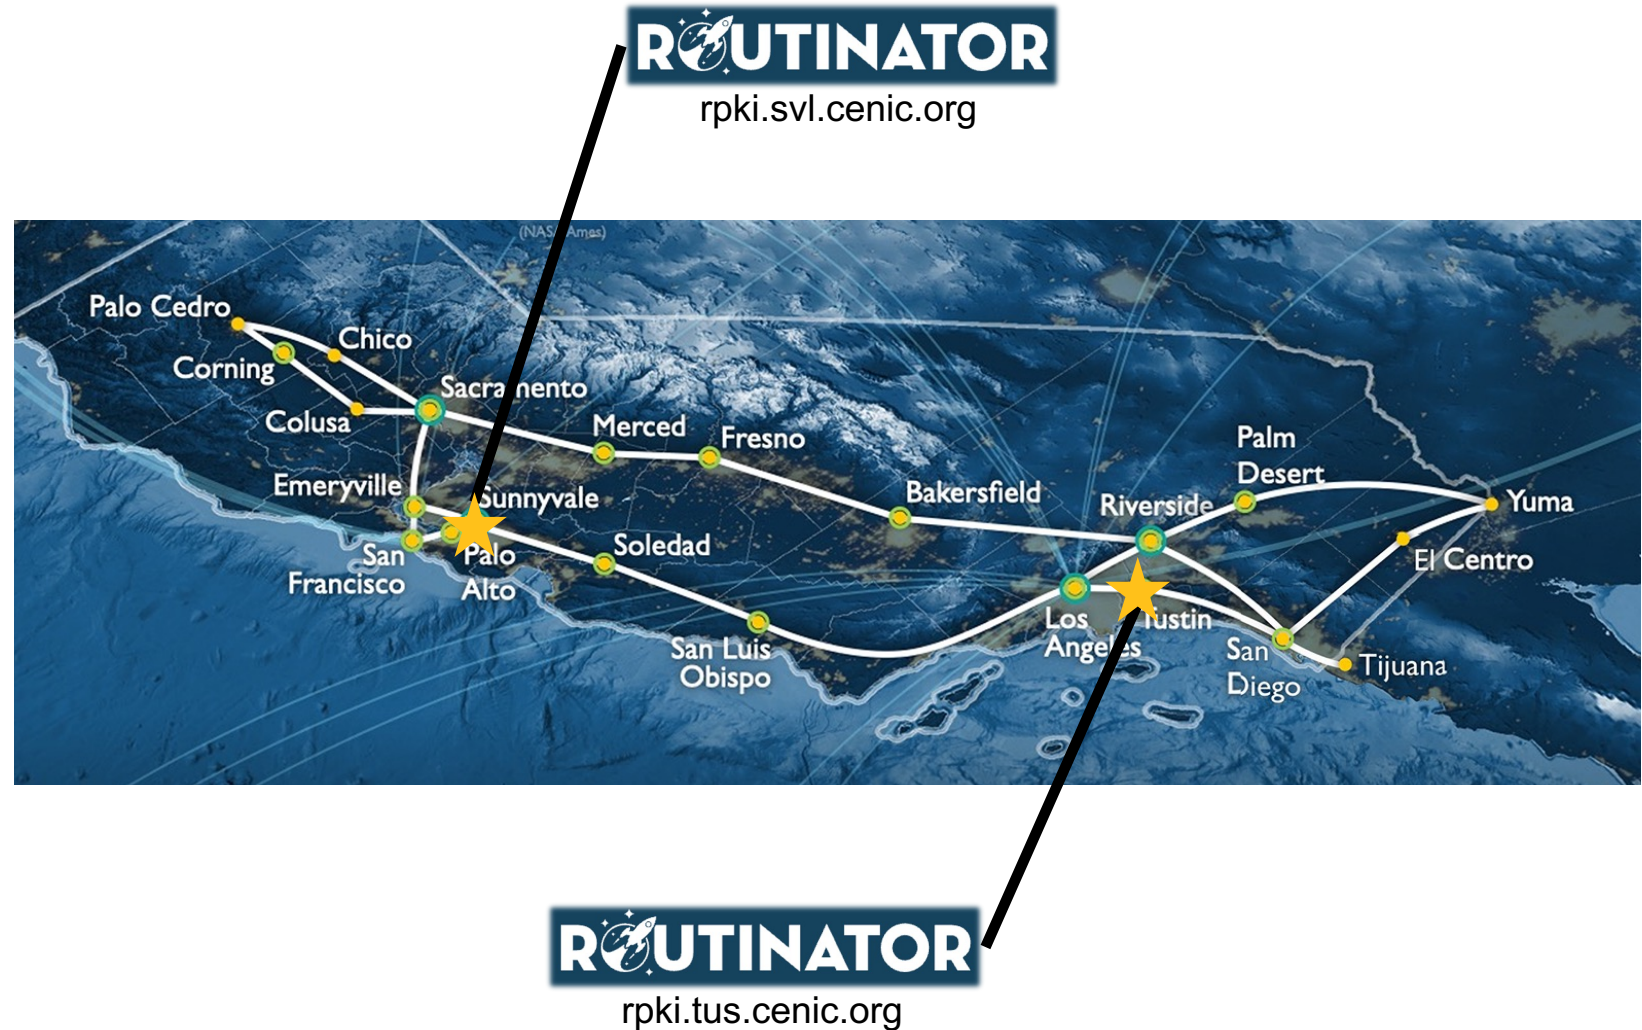 ROUTINATOR
rpki.svl.cenic.org
(NASA Ames)
Palo Cedro
Chico
Corning
Sacramento
Colusa
Merced
Fresno
Palm
Desert
Emeryville
Sunnyvale
Bakersfield
Riverside
Yuma
San
Francisco
Palo
Alto
Soledad
El Centro
Los
Angeles
Tustin
San Luis
Obispo
San
Diego
Tijuana
ROUTINATOR
rpki.tus.cenic.org